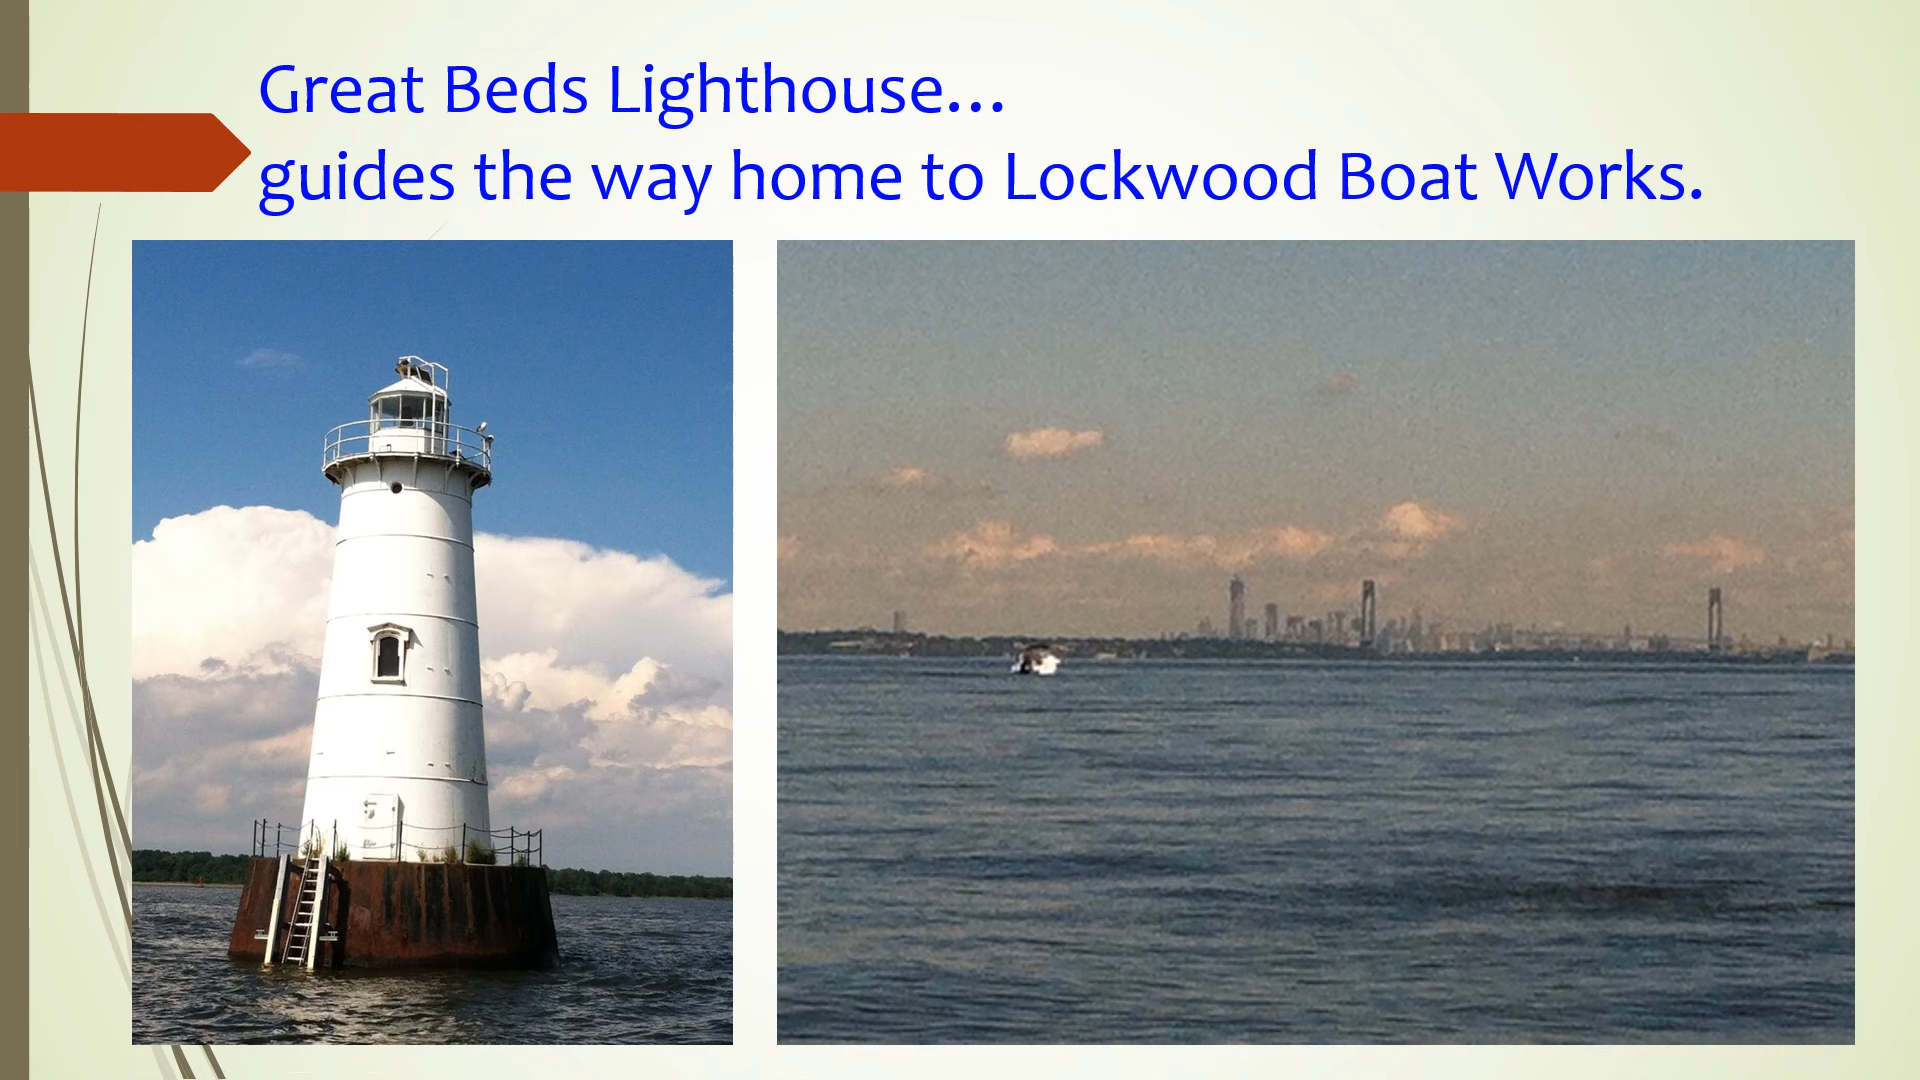 Great Beds Lighthouse…
guides the way home to Lockwood Boat Works.